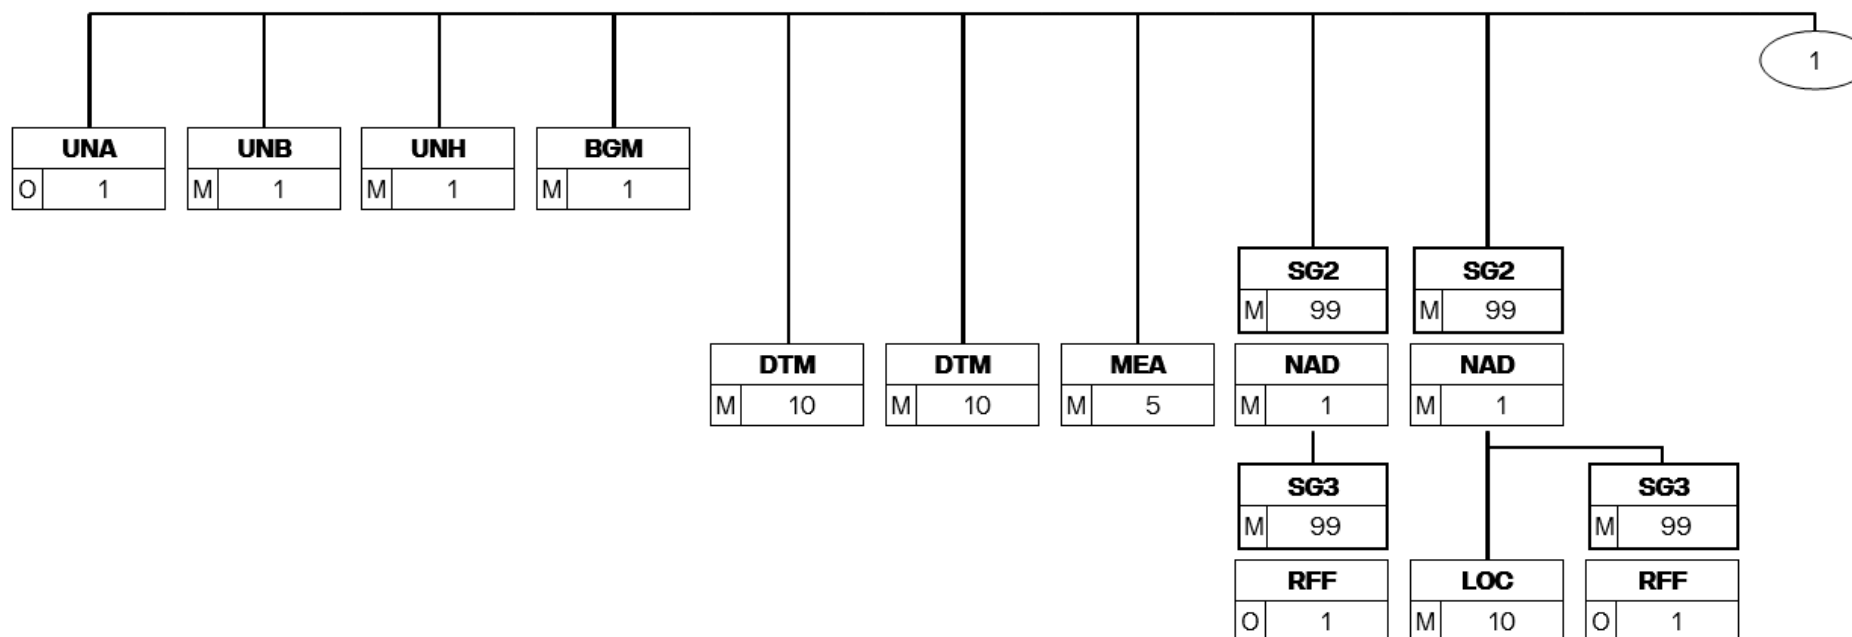 1
UNA
O 1
UNB
M 1
UNH
M 1
BGM
M 1
DTM
M 10
DTM
M 10
MEA
M 5
SG2
M 99
NAD
M 1
SG3
M 99
RFF
O 1
SG2
M 99
NAD
M 1
LOC
M 10
SG3
M 99
RFF
O 1